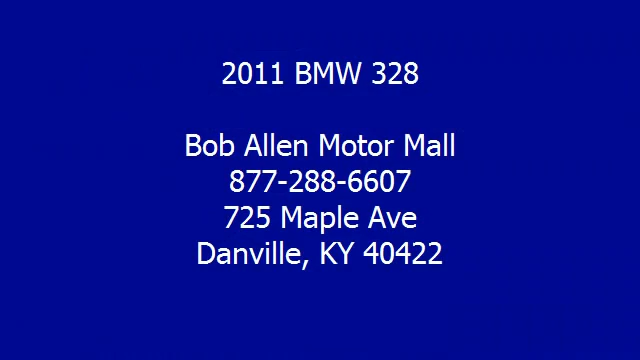 2011 BMW 328
Bob Allen Motor Mall
877-288-6607
725 Maple Ave
Danville, KY 40422